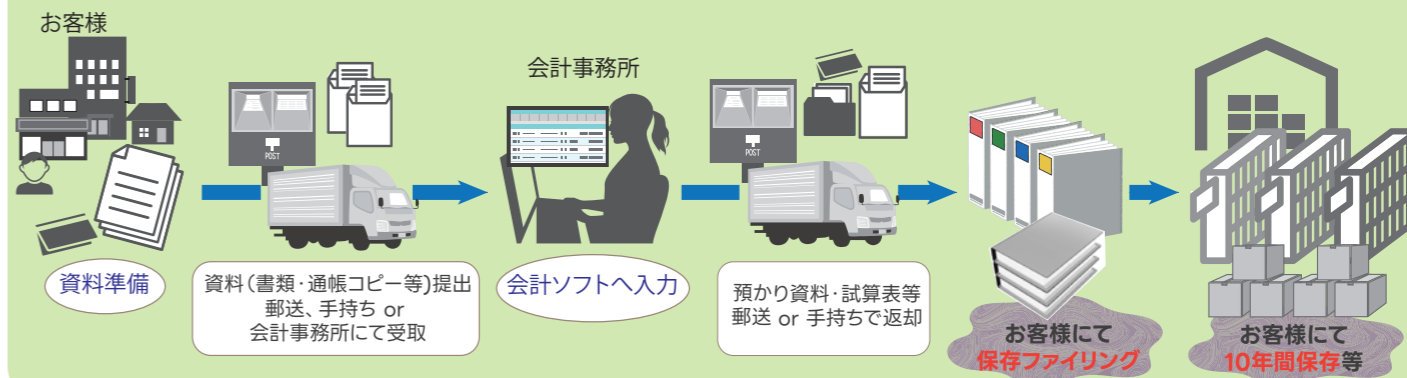 お客様
POST
会計事務所
POST
資料準備
資料(書類・通帳コピー等)提出
郵送、手持ち or
会計事務所にて受取
会計ソフトへ入力
預かり資料・試算表等
郵送 or 手持ちで返却
お客様にて
保存ファイリング
お客様にて
10年間保存等